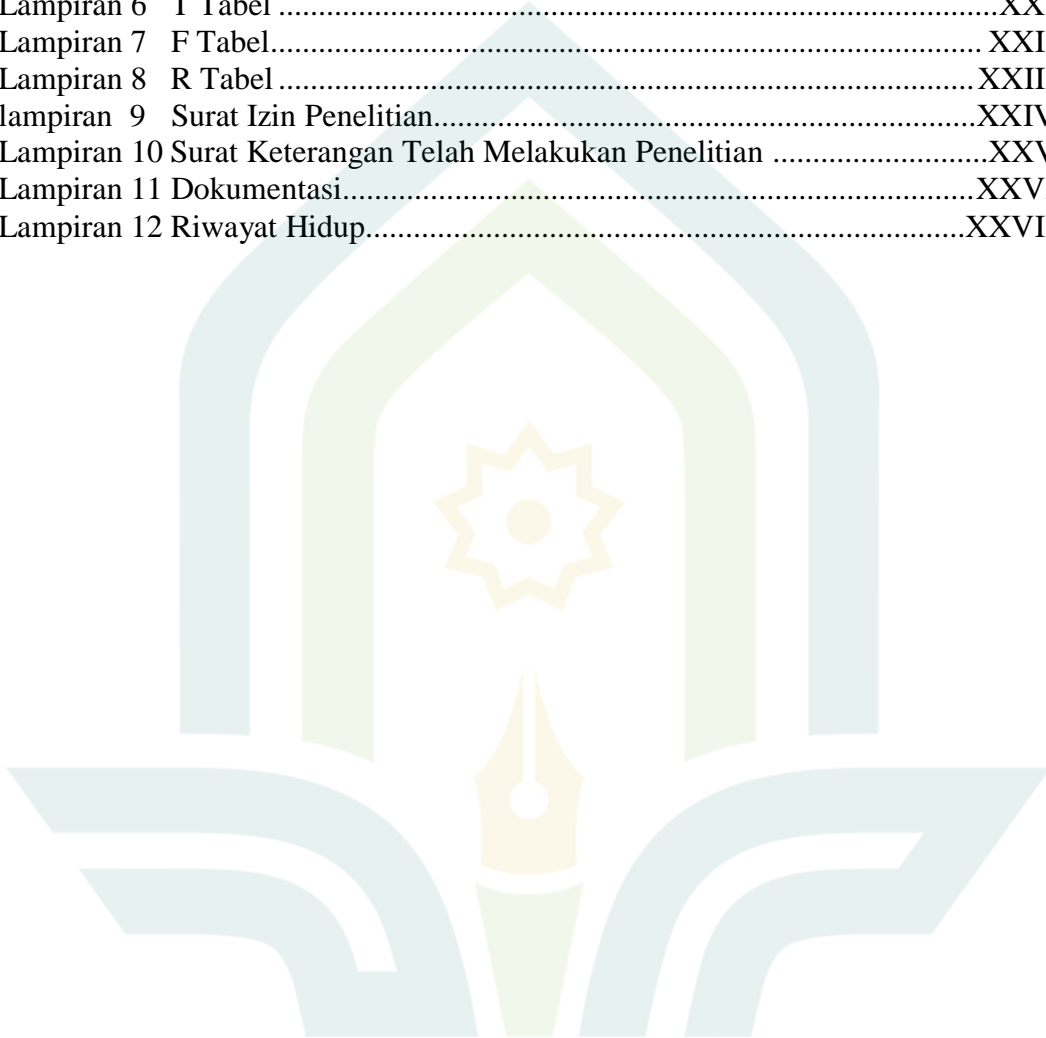 Lampiran 6 T Tabel ........................................................................................... XX
Lampiran 7 F Tabel.......................................................................................... XXI
Lampiran 8 R Tabel ........................................................................................ XXII
lampiran 9 Surat Izin Penelitian.....................................................................XXIV
Lampiran 10 Surat Keterangan Telah Melakukan Penelitian ...........................XXV
Lampiran 11 Dokumentasi................................................................................XXV
Lampiran 12 Riwayat Hidup............................................................................XXVI